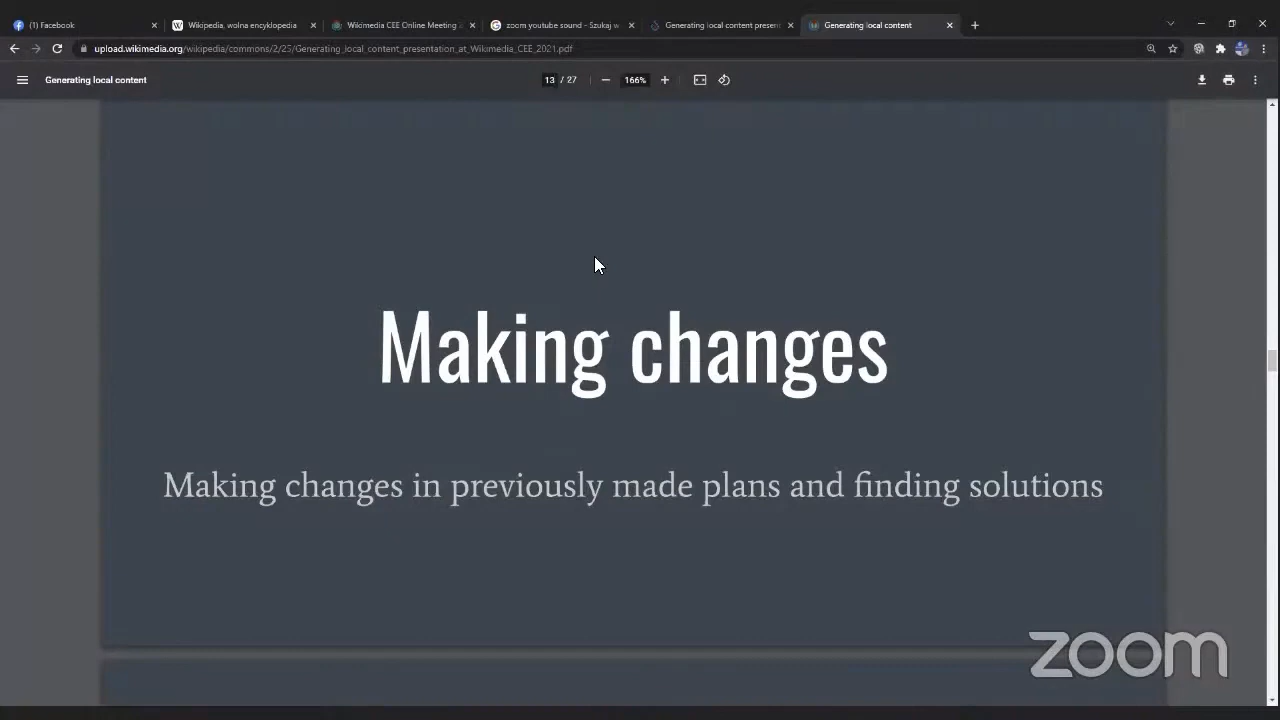 (1) Facebook
Wikipedia, wolna encyklopedia
Wikimedia CEE Online Meeting
zoom youtube sound - Szukaj w
Generating local content presen
Generating local content
upload.wikimedia.org/wikipedia/commons/2/25/Generating_local_content_presentation_at_Wikimedia_CEE_2021.pdf
Generating local content
13 / 27
166%
Making changes
Making changes in previously made plans and finding solutions
zoom